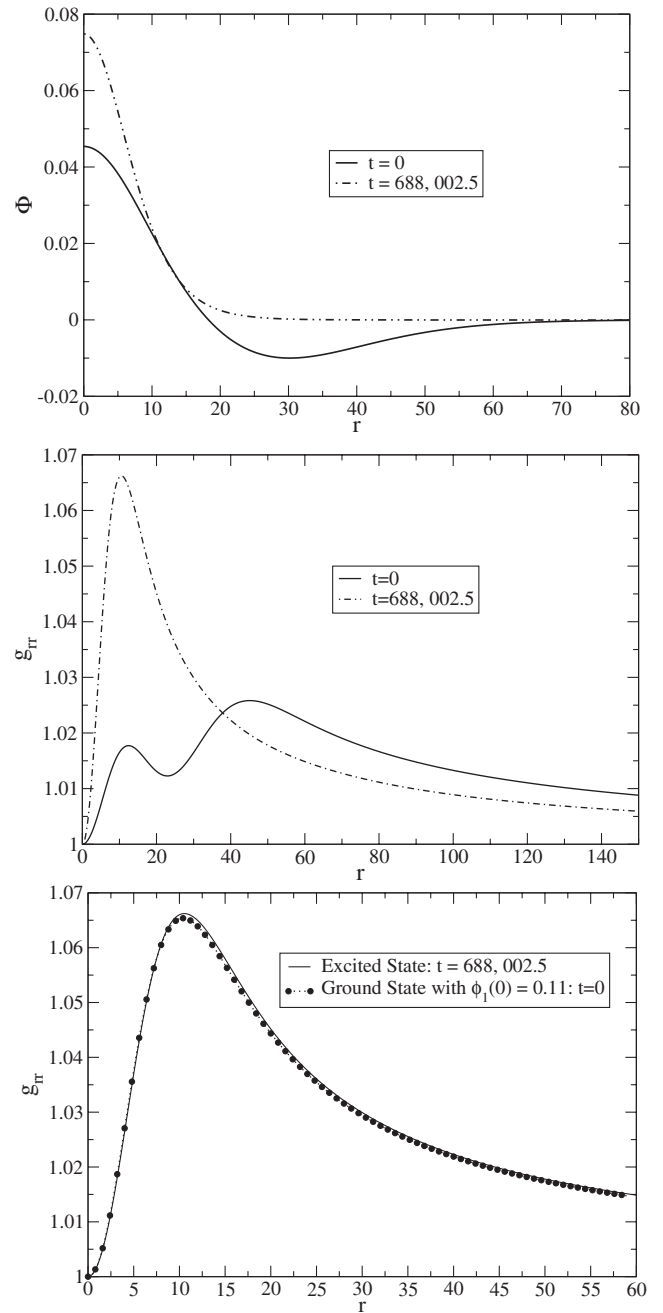 0.08
0.06
0.04
0.02
0
-0.02
Φ
t = 0
t = 688, 002.5
0 10 20 30 40 50 60 70 80
r
1.07
1.06
1.05
1.04
1.03
1.02
1.01
1
g_rr
t=0
t=688, 002.5
0 20 40 60 80 100 120 140
r
1.07
1.06
1.05
1.04
1.03
1.02
1.01
1
g_rr
Excited State: t = 688, 002.5
Ground State with ϕ₁(0) = 0.11: t=0
0 5 10 15 20 25 30 35 40 45 50 55 60
r